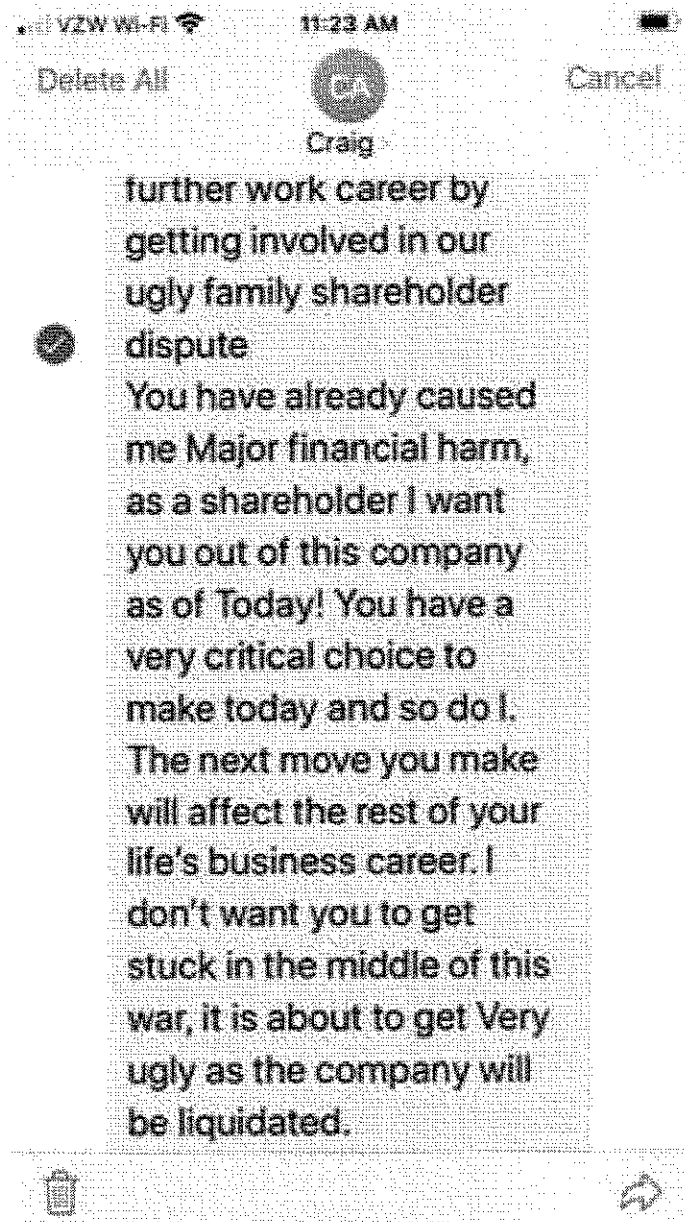 VZW Wi-Fi 11:23 AM
Delete All CA Cancel
Craig
further work career by
getting involved in our
ugly family shareholder
dispute
You have already caused
me Major financial harm,
as a shareholder I want
you out of this company
as of Today! You have a
very critical choice to
make today and so do I.
The next move you make
will affect the rest of your
life's business career. I
don't want you to get
stuck in the middle of this
war, it is about to get Very
ugly as the company will
be liquidated.